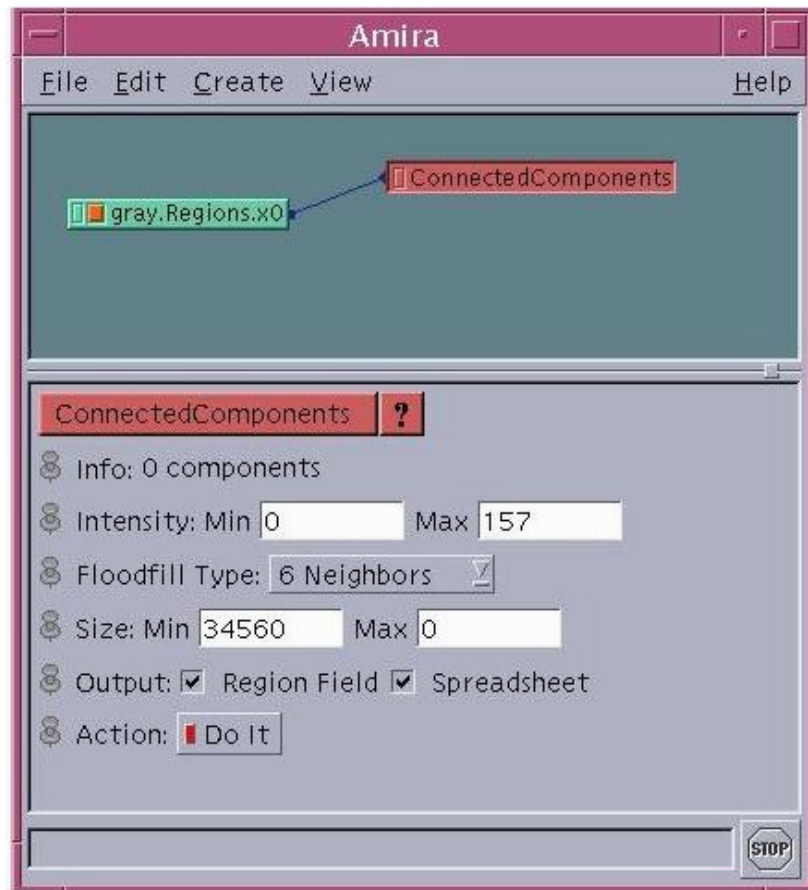 Amira
File Edit Create View Help
ConnectedComponents
gray.Regions.x0
ConnectedComponents ?
Info: 0 components
Intensity: Min 0 Max 157
Floodfill Type: 6 Neighbors
Size: Min 34560 Max 0
Output: Region Field Spreadsheet
Action: Do It
STOP